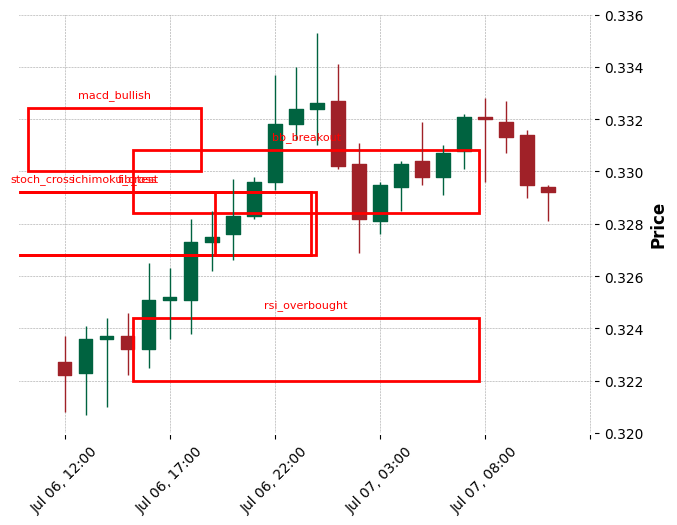 0.336
0.334
macd_bullish
0.332
bb_breakout
0.330
stoch_cross
0.328
Price
0.326
rsi_overbought
0.324
0.322
0.320
Jul 06, 12:00
Jul 06, 17:00
Jul 06, 22:00
Jul 07, 03:00
Jul 07, 08:00